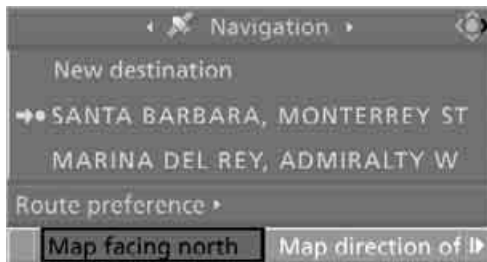 Navigation
New destination
SANTA BARBARA, MONTERREY ST
MARINA DEL REY, ADMIRALTY W
Route preference
Map facing north Map direction of